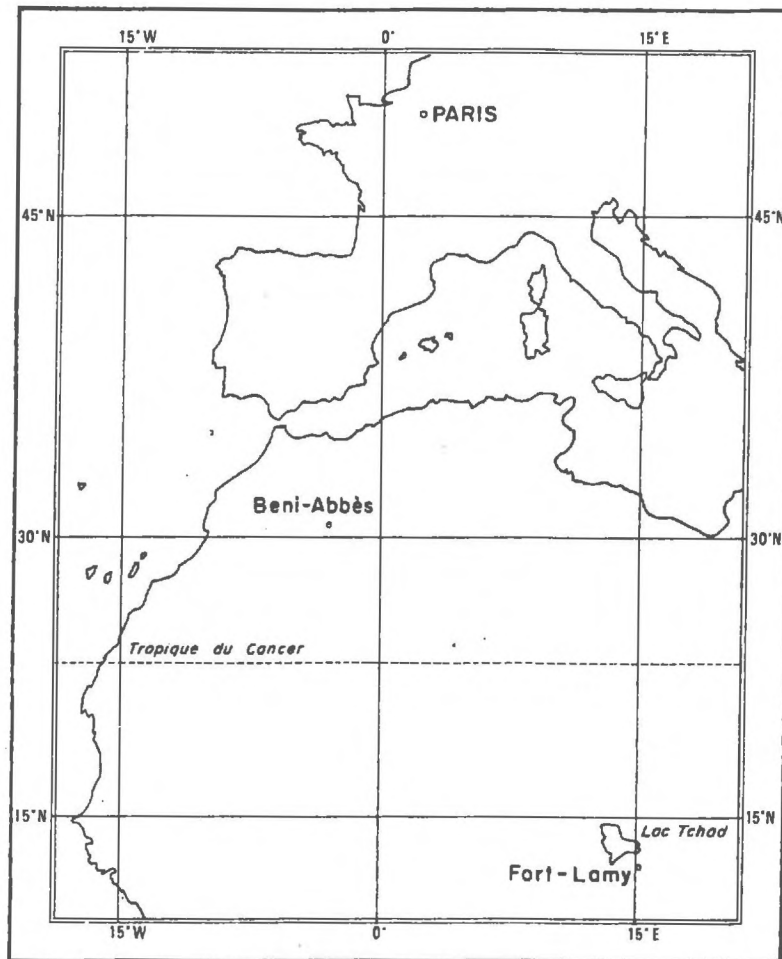 15°W 0° 15°E
PARIS
45°N 45°N
Beni-Abbès
30°N 30°N
Tropique du Cancer
15°N 15°N
Lac Tchad
Fort-Lamy
15°W 0° 15°E